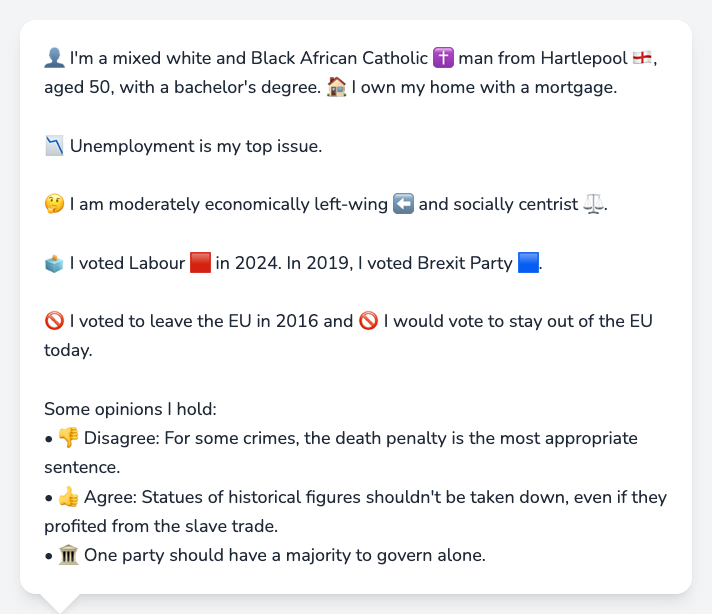 👤 I'm a mixed white and Black African Catholic ✝️ man from Hartlepool 🏴󠁧󠁢󠁥󠁮󠁧󠁿,
aged 50, with a bachelor's degree. 🏠 I own my home with a mortgage.
📉 Unemployment is my top issue.
🤔 I am moderately economically left-wing ⬅️ and socially centrist ⚖️.
🗳️ I voted Labour 🟥 in 2024. In 2019, I voted Brexit Party 🟦.
🚫 I voted to leave the EU in 2016 and 🚫 I would vote to stay out of the EU
today.
Some opinions I hold:
• 👎 Disagree: For some crimes, the death penalty is the most appropriate
sentence.
• 👍 Agree: Statues of historical figures shouldn't be taken down, even if they
profited from the slave trade.
• 🏛️ One party should have a majority to govern alone.